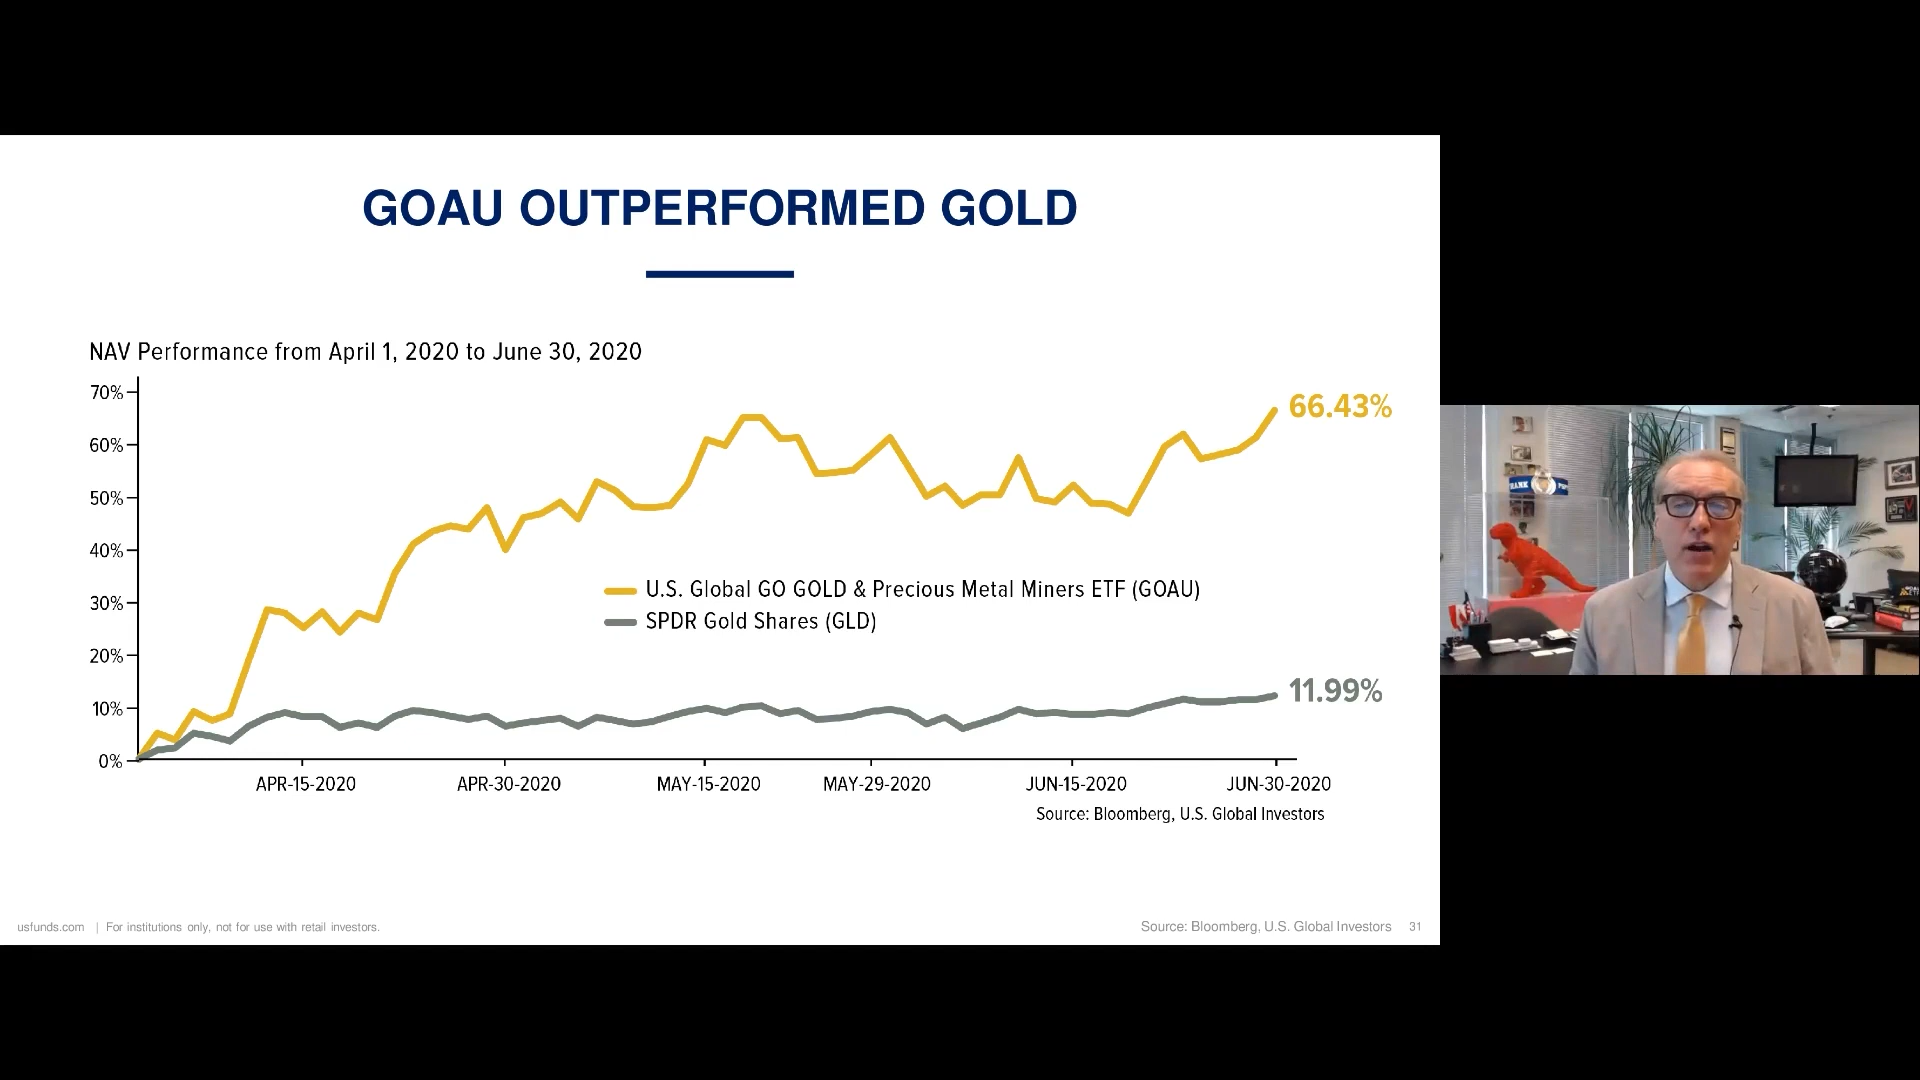 GOAU OUTPERFORMED GOLD
NAV Performance from April 1, 2020 to June 30, 2020
70%
60%
50%
40%
30%
20%
10%
0%
66.43%
U.S. Global GO GOLD & Precious Metal Miners ETF (GOAU)
SPDR Gold Shares (GLD)
11.99%
APR-15-2020 APR-30-2020 MAY-15-2020 MAY-29-2020 JUN-15-2020 JUN-30-2020
Source: Bloomberg, U.S. Global Investors
usfunds.com | For institutions only, not for use with retail investors.
Source: Bloomberg, U.S. Global Investors 31